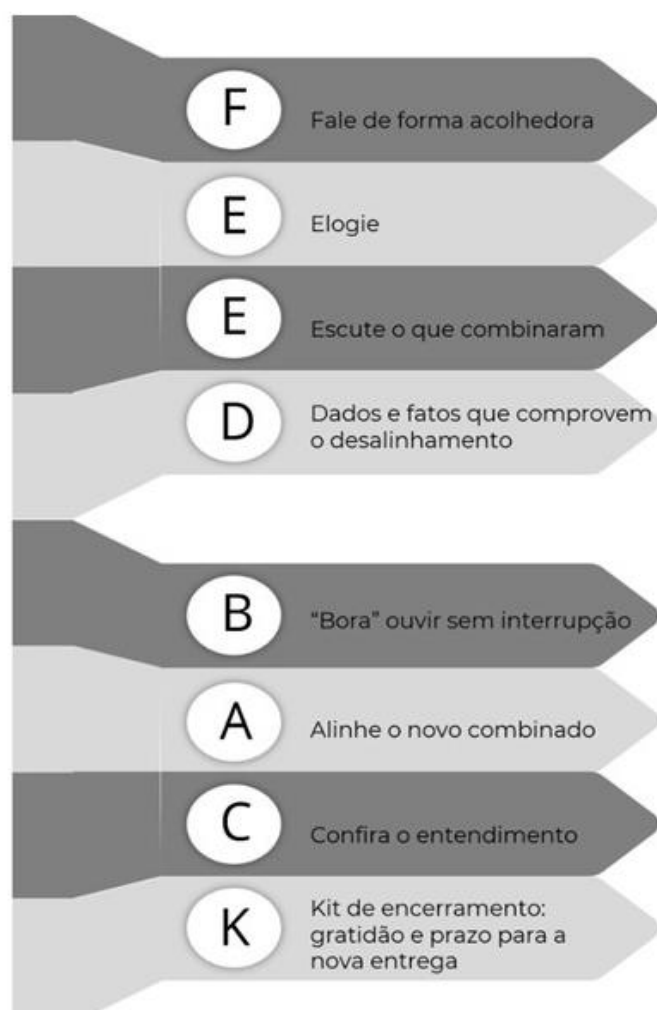 F
Fale de forma acolhedora
E
Elogie
E
Escute o que combinaram
D
Dados e fatos que comprovem
o desalinhamento
B
“Bora” ouvir sem interrupção
A
Alinhe o novo combinado
C
Confira o entendimento
K
Kit de encerramento:
gratidão e prazo para a
nova entrega